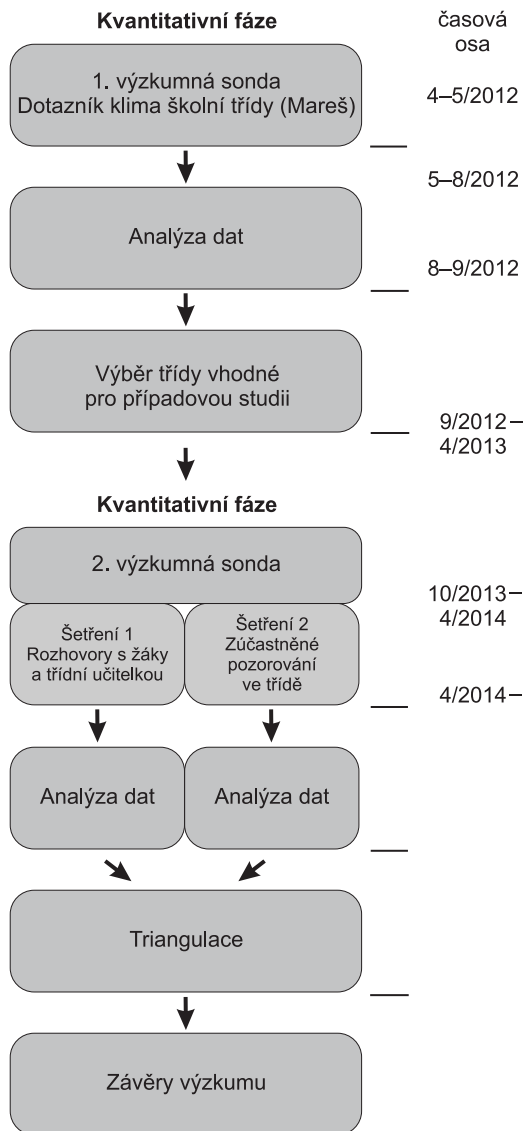 Kvantitativní fáze
časová
osa
1. výzkumná sonda
Dotazník klima školní třídy (Mareš)
4–5/2012
5–8/2012
Analýza dat
8–9/2012
Výběr třídy vhodné
pro případovou studii
9/2012–
4/2013
Kvantitativní fáze
2. výzkumná sonda
10/2013–
4/2014
Šetření 1
Rozhovory s žáky
a třídní učitelkou
Šetření 2
Zúčastněné
pozorování
ve třídě
4/2014–
Analýza dat
Analýza dat
Triangulace
Závěry výzkumu